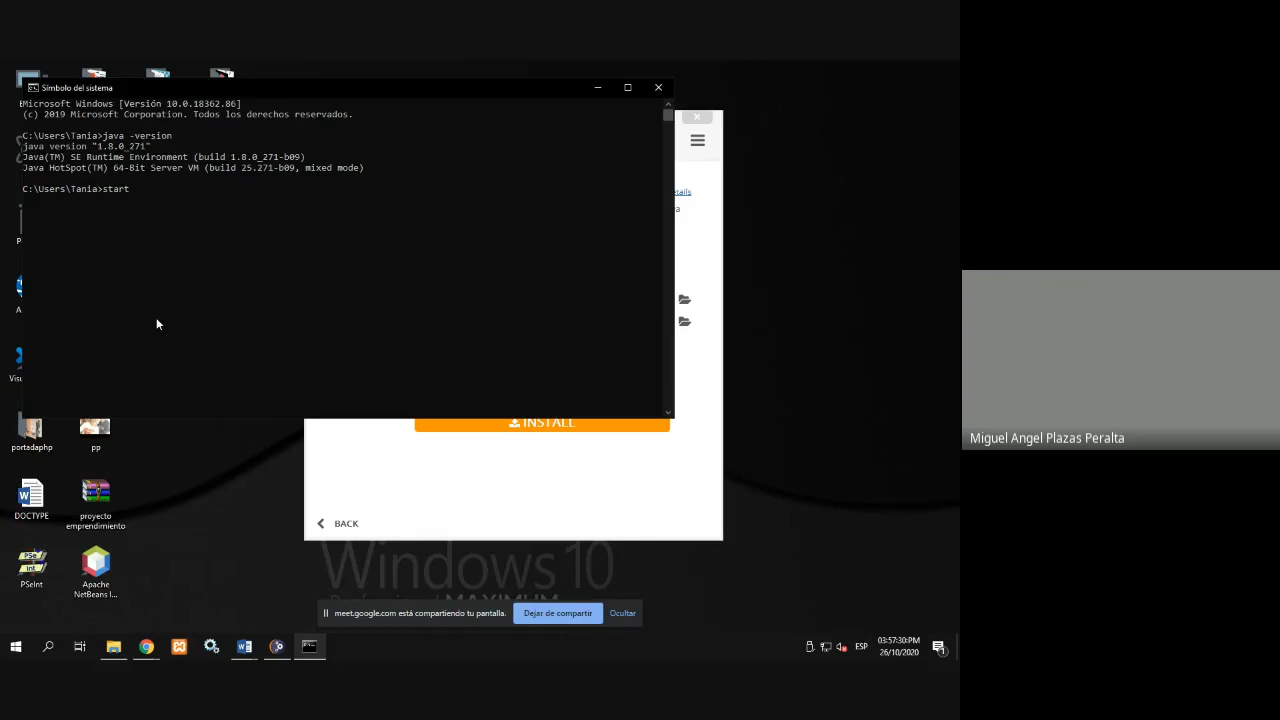 Símbolo del sistema
Microsoft Windows [Versión 10.0.18362.86]
(c) 2019 Microsoft Corporation. Todos los derechos reservados.
C:\Users\Tania>java -version
java version "1.8.0_271"
Java(TM) SE Runtime Environment (build 1.8.0_271-b09)
Java HotSpot(TM) 64-Bit Server VM (build 25.271-b09, mixed mode)
C:\Users\Tania>start
etails
ra
INSTALL
BACK
portadaphp
pp
DOCTYPE
proyecto
emprendimiento
PSeInt
Apache
NetBeans I...
Windows 10
meet.google.com está compartiendo tu pantalla.
Dejar de compartir
Ocultar
ESP
03:57:30:PM
26/10/2020
Miguel Angel Plazas Peralta